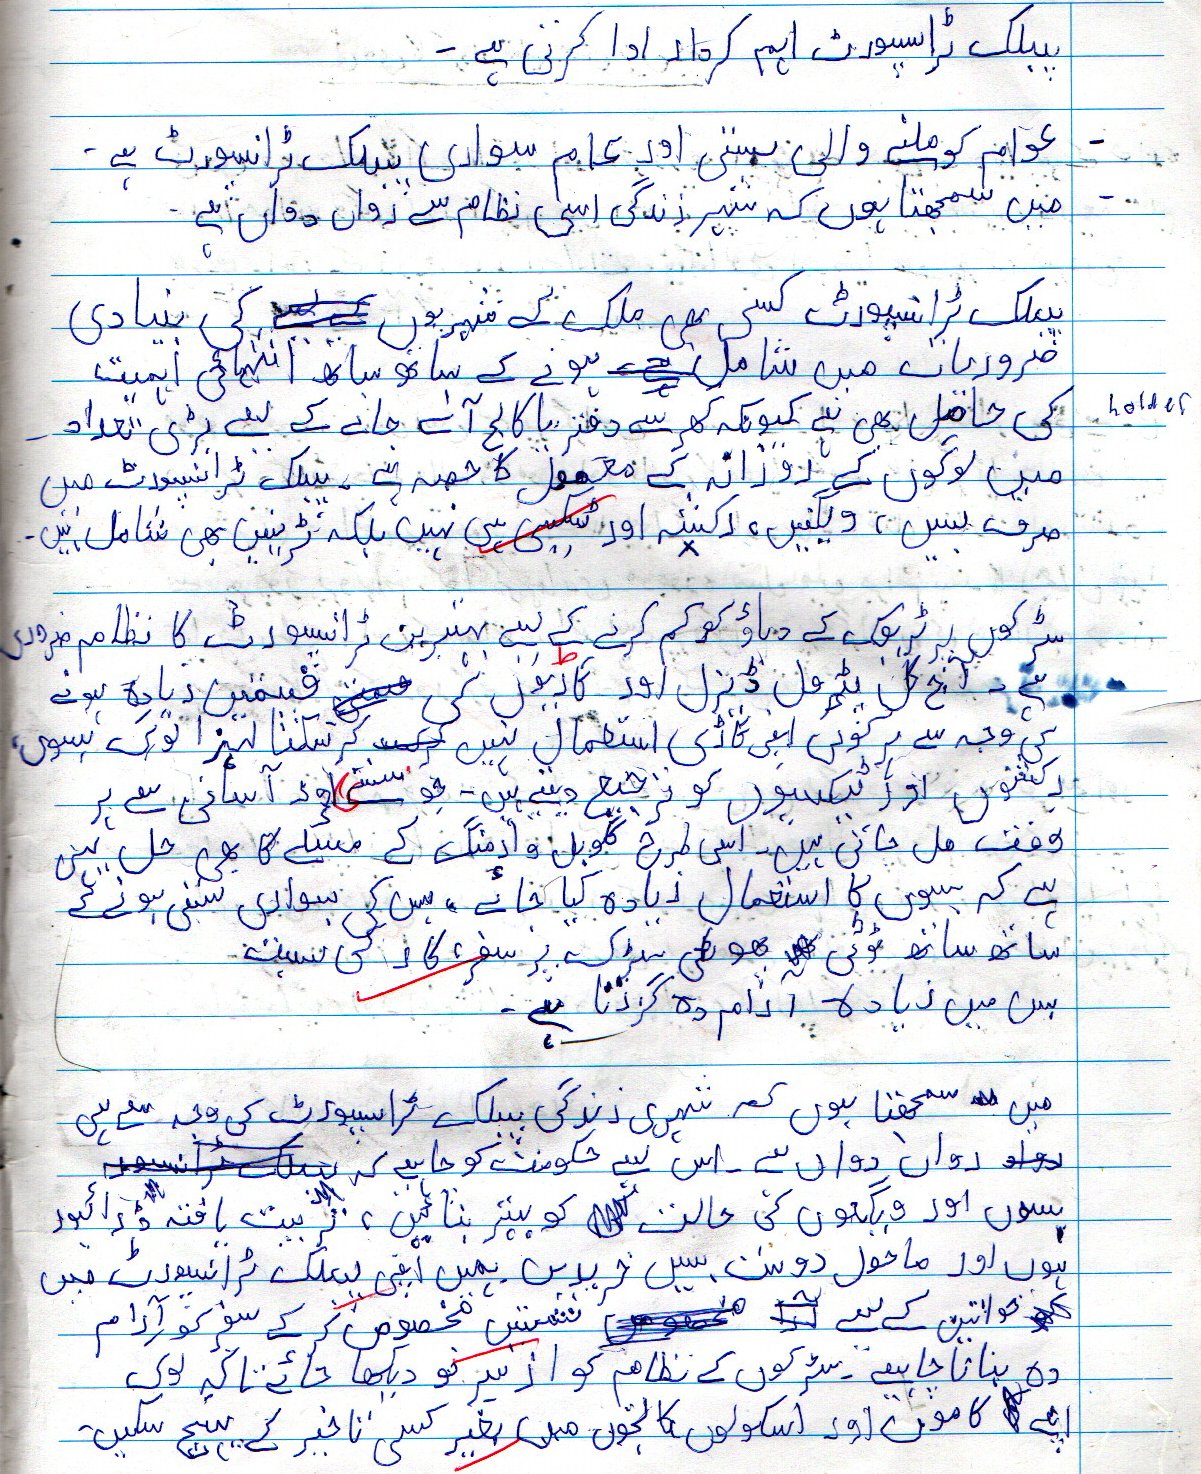 پبلک ٹراسپورٹ اہم کردار ادا کرتی ہے۔
- عوام کو ملنے والی سستی اور عام سواری پبلک ٹرانسورٹ ہے۔
- میں سمجھتا ہوں کہ شہر زندگی اسی نظام سے رواں دواں ہے۔
پبلک ٹرانسپورٹ کسی بھی ملک کے شہریوں کی بنیادی
ضروریات میں شامل ہونے کے ساتھ ساتھ انتہائی اہمیت
کی حامل بھی ہے کیونکہ گھر سے دفتر یا کالج آنے جانے کے لیے بڑی تعداد
میں لوگوں کے روزانہ کے معمول کا حصہ ہے۔ پبلک ٹرانسپورٹ میں
صرف بسیں، ویگنیں، رکشہ اور ٹیکسی ہی نہیں بلکہ ٹرینیں بھی شامل ہیں۔
سڑکوں پر ٹریفک کے دباؤ کو کم کرنے کے لیے بہترین ٹرانسپورٹ کا نظام ضروری
ہے۔ آج کل پٹرول ڈیزل اور گاڑیوں کی قیمتیں زیادہ ہونے
کی وجہ سے ہر کوئی اپنی گاڑی استعمال نہیں کر سکتا لہزا لوگ بسوں،
رکشوں اور ٹیکسیوں کو ترجیح دیتے ہیں۔ جو سستی اور آسانی سے ہر
وقت مل جاتی ہیں۔ اسی طرح گلوبل وارمنگ کے مسئلے کا بھی حل یہی
ہے کہ بسوں کا استعمال زیادہ کیا جائے، بس کی سواری سستی ہونے کے
ساتھ ساتھ ٹوٹی پھوٹی سڑک پر سفر، کار کی نسبت
بس میں زیادہ آرام دہ گزرتا ہے۔
میں سمجھتا ہوں کہ شہری زندگی پبلک ٹراسپورٹ کی وجہ سے ہی
رواں دواں ہے۔ اس لیے حکومت کو چاہیے کہ
بسوں اور ویگنوں کی حالت کو بہتر بنائیں، تربیت یافتہ ڈرائیور
ہوں اور ماحول دوست بسیں خریدیں۔ ہمیں اپنی پبلک ٹرانسپورٹ میں
خواتین کے لیے نشستیں مخصوص کر کے سفر کو آرام
دہ بنانا چاہیے۔ سڑکوں کے نظام کو از سر نو دیکھا جائے تاکہ لوگ
اپنے کاموں اور اسکولوں کالجوں میں بغیر کسی تاخیر کے پہنچ سکیں۔